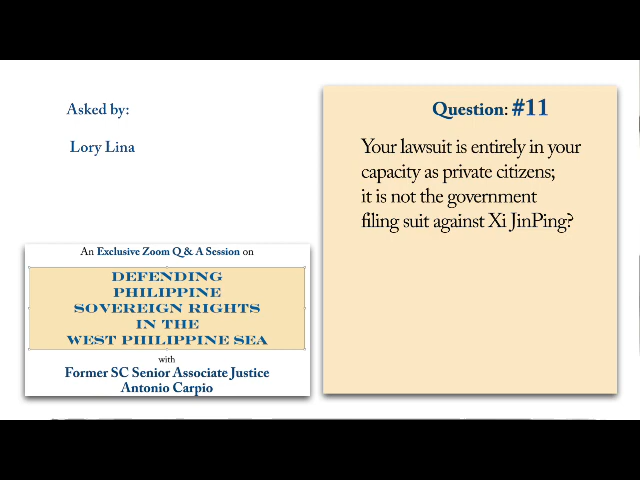 Asked by:
Lory Lina
Question: #11
Your lawsuit is entirely in your
capacity as private citizens;
it is not the government
filing suit against Xi JinPing?
An Exclusive Zoom Q & A Session on
DEFENDING
PHILIPPINE
SOVEREIGN RIGHTS
IN THE
WEST PHILIPPINE SEA
with
Former SC Senior Associate Justice
Antonio Carpio